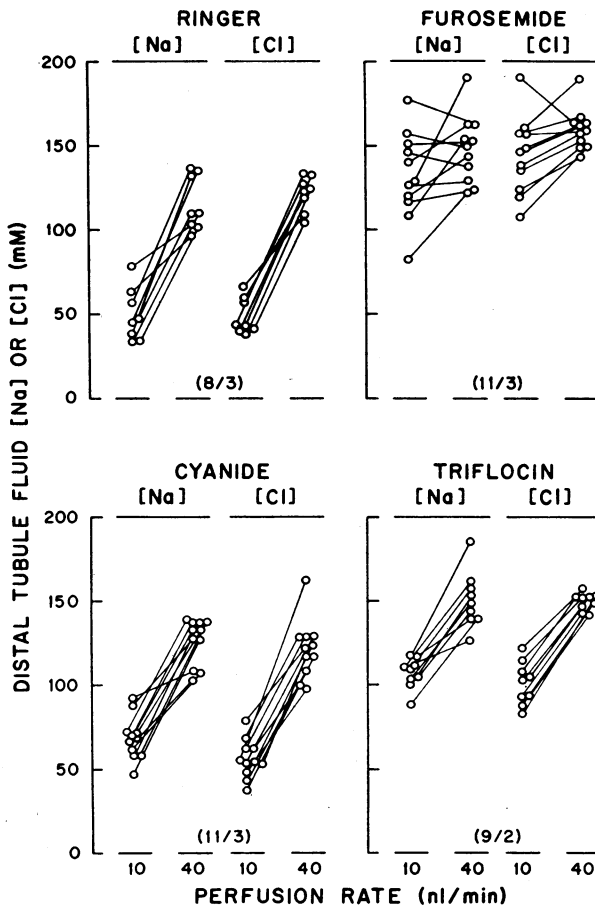 RINGER
[Na] [Cl]
FUROSEMIDE
[Na] [Cl]
DISTAL TUBULE FLUID [Na] OR [Cl] (mM)
200
150
100
50
0
(8/3)
(11/3)
CYANIDE
[Na] [Cl]
TRIFLOCIN
[Na] [Cl]
200
150
100
50
0
(11/3)
(9/2)
10 40 10 40 10 40 10 40
PERFUSION RATE (nl/min)